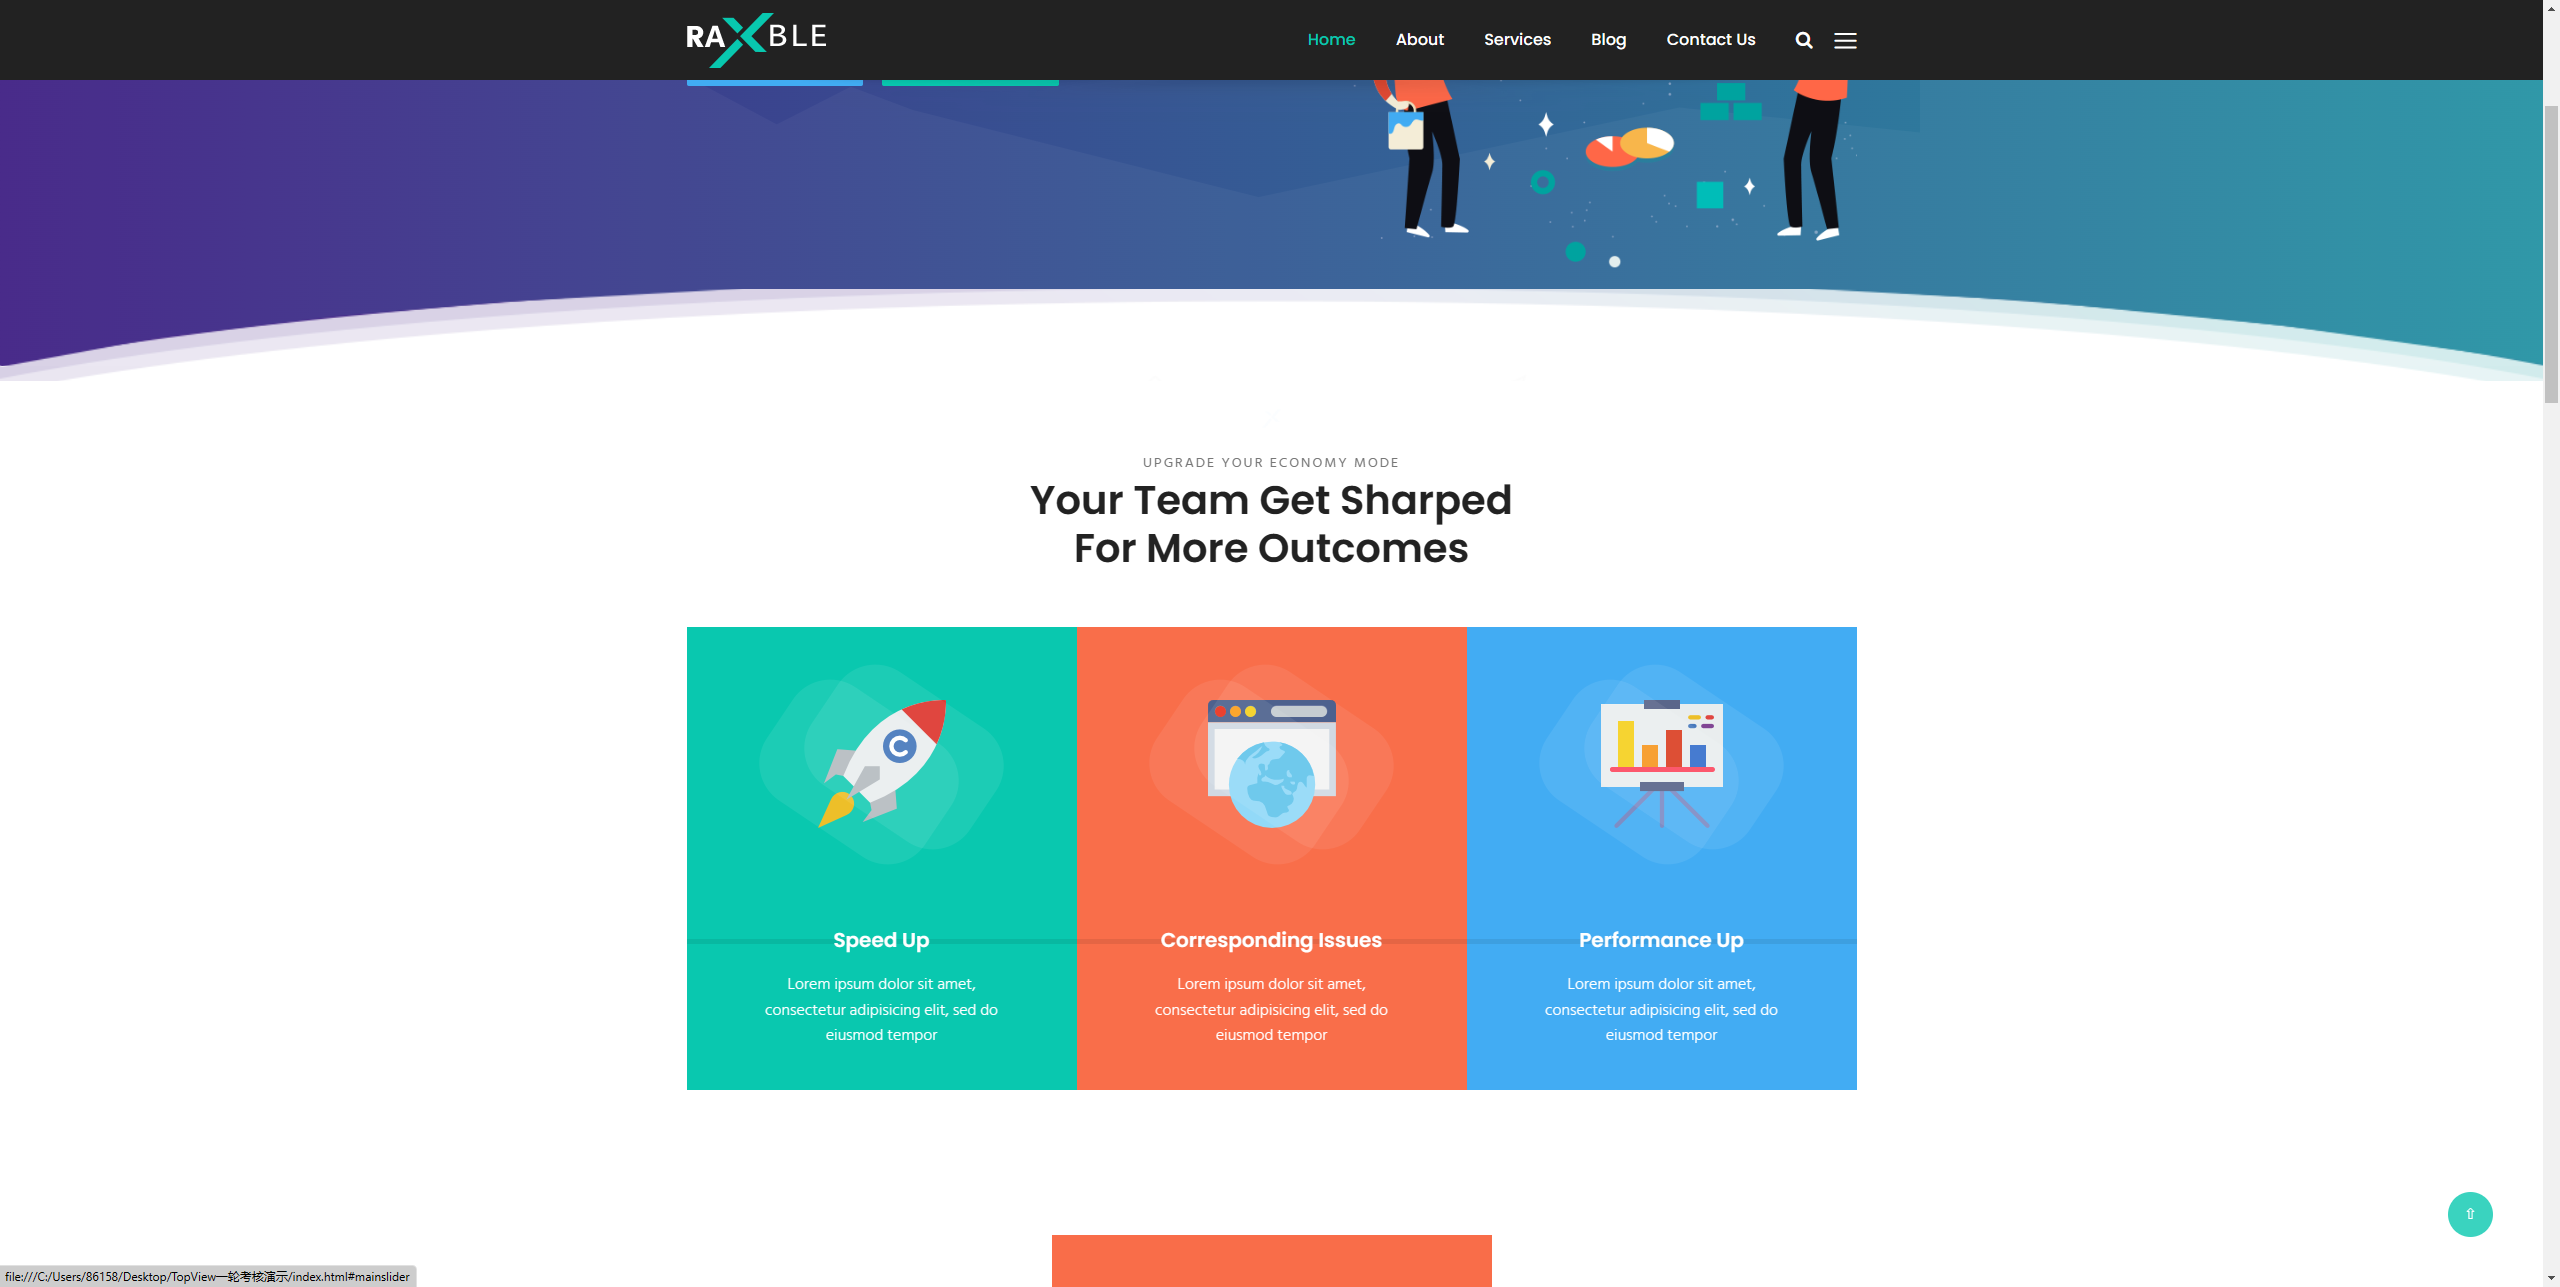 RAXBLE
Home About Services Blog Contact Us
UPGRADE YOUR ECONOMY MODE
Your Team Get Sharped
For More Outcomes
C
Speed Up
Lorem ipsum dolor sit amet,
consectetur adipisicing elit, sed do
eiusmod tempor
Corresponding Issues
Lorem ipsum dolor sit amet,
consectetur adipisicing elit, sed do
eiusmod tempor
Performance Up
Lorem ipsum dolor sit amet,
consectetur adipisicing elit, sed do
eiusmod tempor
⇧
file:///C:/Users/86158/Desktop/TopView一轮考核演示/index.html#mainslider